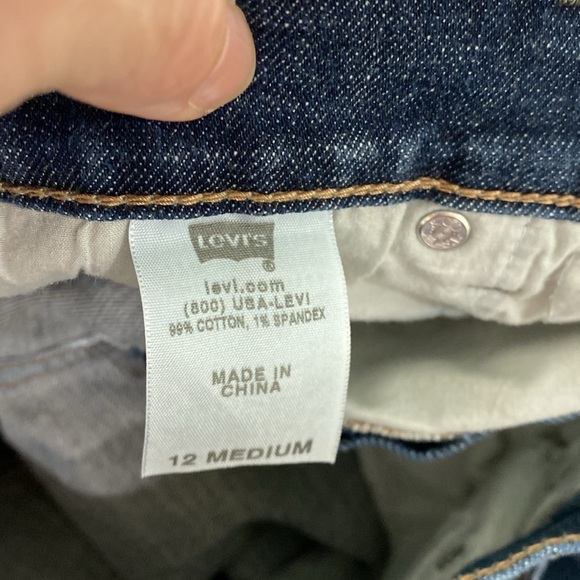 Levi's
®
levi.com
(800) USA-LEVI
99% COTTON, 1% SPANDEX
MADE IN
CHINA
12 MEDIUM